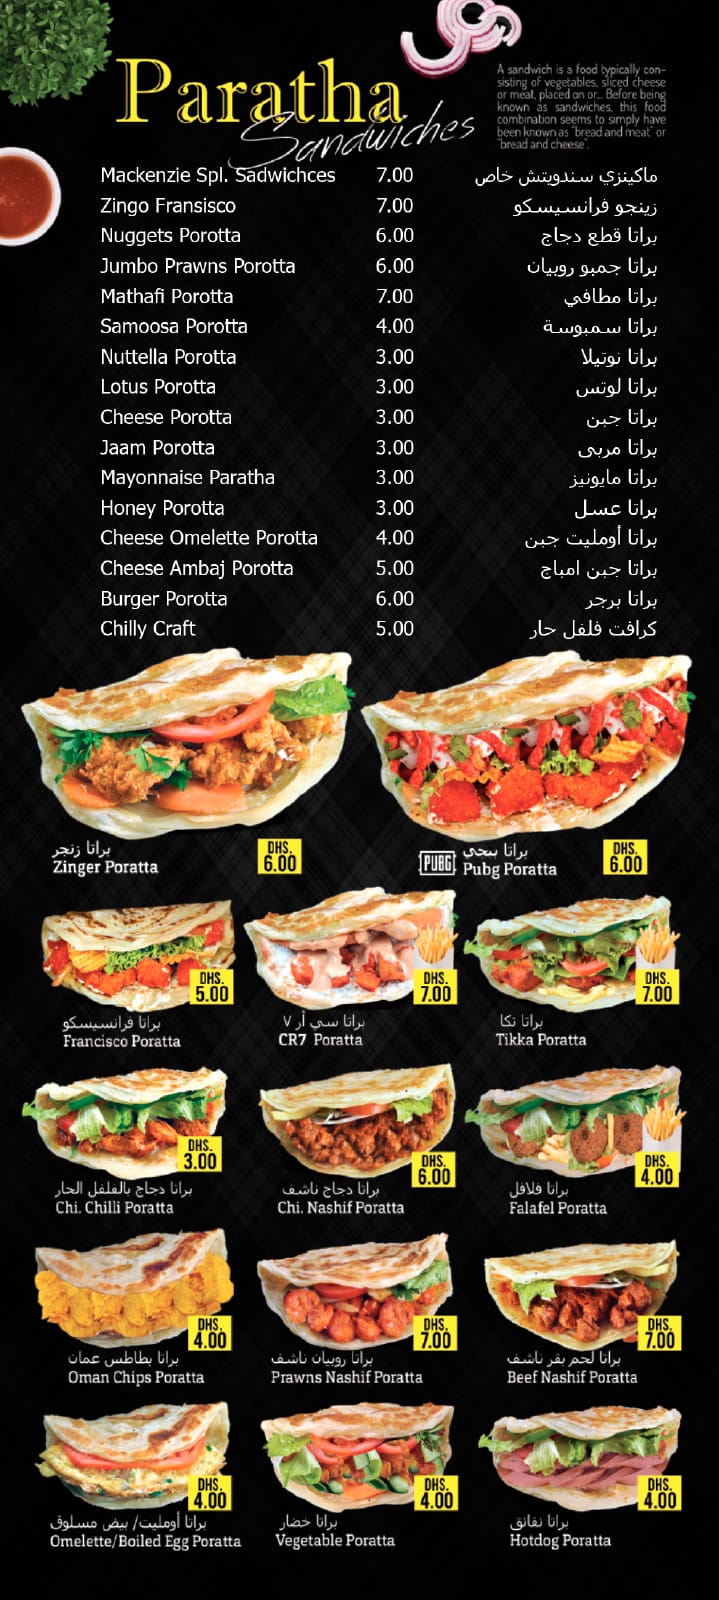 Paratha
Sandwiches
A sandwich is a food typically con-
sisting of vegetables, sliced cheese
or meat, placed on or... Before being
known as sandwiches, this food
combination seems to simply have
been known as "bread and meat" or
"bread and cheese".
Mackenzie Spl. Sadwichces 7.00 ماكينزي سندويتش خاص
Zingo Fransisco 7.00 زينجو فرانسيسكو
Nuggets Porotta 6.00 براتا قطع دجاج
Jumbo Prawns Porotta 6.00 براتا جمبو روبيان
Mathafi Porotta 7.00 براتا مطافي
Samoosa Porotta 4.00 براتا سمبوسة
Nuttella Porotta 3.00 براتا نوتيلا
Lotus Porotta 3.00 براتا لوتس
Cheese Porotta 3.00 براتا جبن
Jaam Porotta 3.00 براتا مربى
Mayonnaise Paratha 3.00 براتا مايونيز
Honey Porotta 3.00 براتا عسل
Cheese Omelette Porotta 4.00 براتا أومليت جبن
Cheese Ambaj Porotta 5.00 براتا جبن امباج
Burger Porotta 6.00 براتا برجر
Chilly Craft 5.00 كرافت فلفل حار
براتا زنجر
Zinger Poratta
DHS.
6.00
PUBG
براتا ببجي
Pubg Poratta
DHS.
6.00
DHS.
5.00
براتا فرانسيسكو
Francisco Poratta
DHS.
7.00
براتا سي أر ٧
CR7 Poratta
DHS.
7.00
براتا تكا
Tikka Poratta
DHS.
3.00
براتا دجاج بالفلفل الحار
Chi. Chilli Poratta
DHS.
6.00
براتا دجاج ناشف
Chi. Nashif Poratta
DHS.
4.00
براتا فلافل
Falafel Poratta
DHS.
4.00
براتا بطاطس عمان
Oman Chips Poratta
DHS.
7.00
براتا روبيان ناشف
Prawns Nashif Poratta
DHS.
7.00
براتا لحم بقر ناشف
Beef Nashif Poratta
DHS.
4.00
براتا أومليت/ بيض مسلوق
Omelette/Boiled Egg Poratta
DHS.
4.00
براتا خضار
Vegetable Poratta
DHS.
4.00
براتا نقانق
Hotdog Poratta